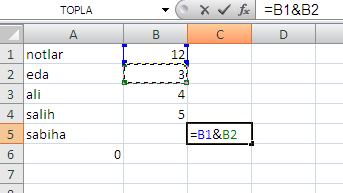 TOPLA =B1&B2
A B C D
1 notlar 12
2 eda 3
3 ali 4
4 salih 5
5 sabiha =B1&B2
6 0
7